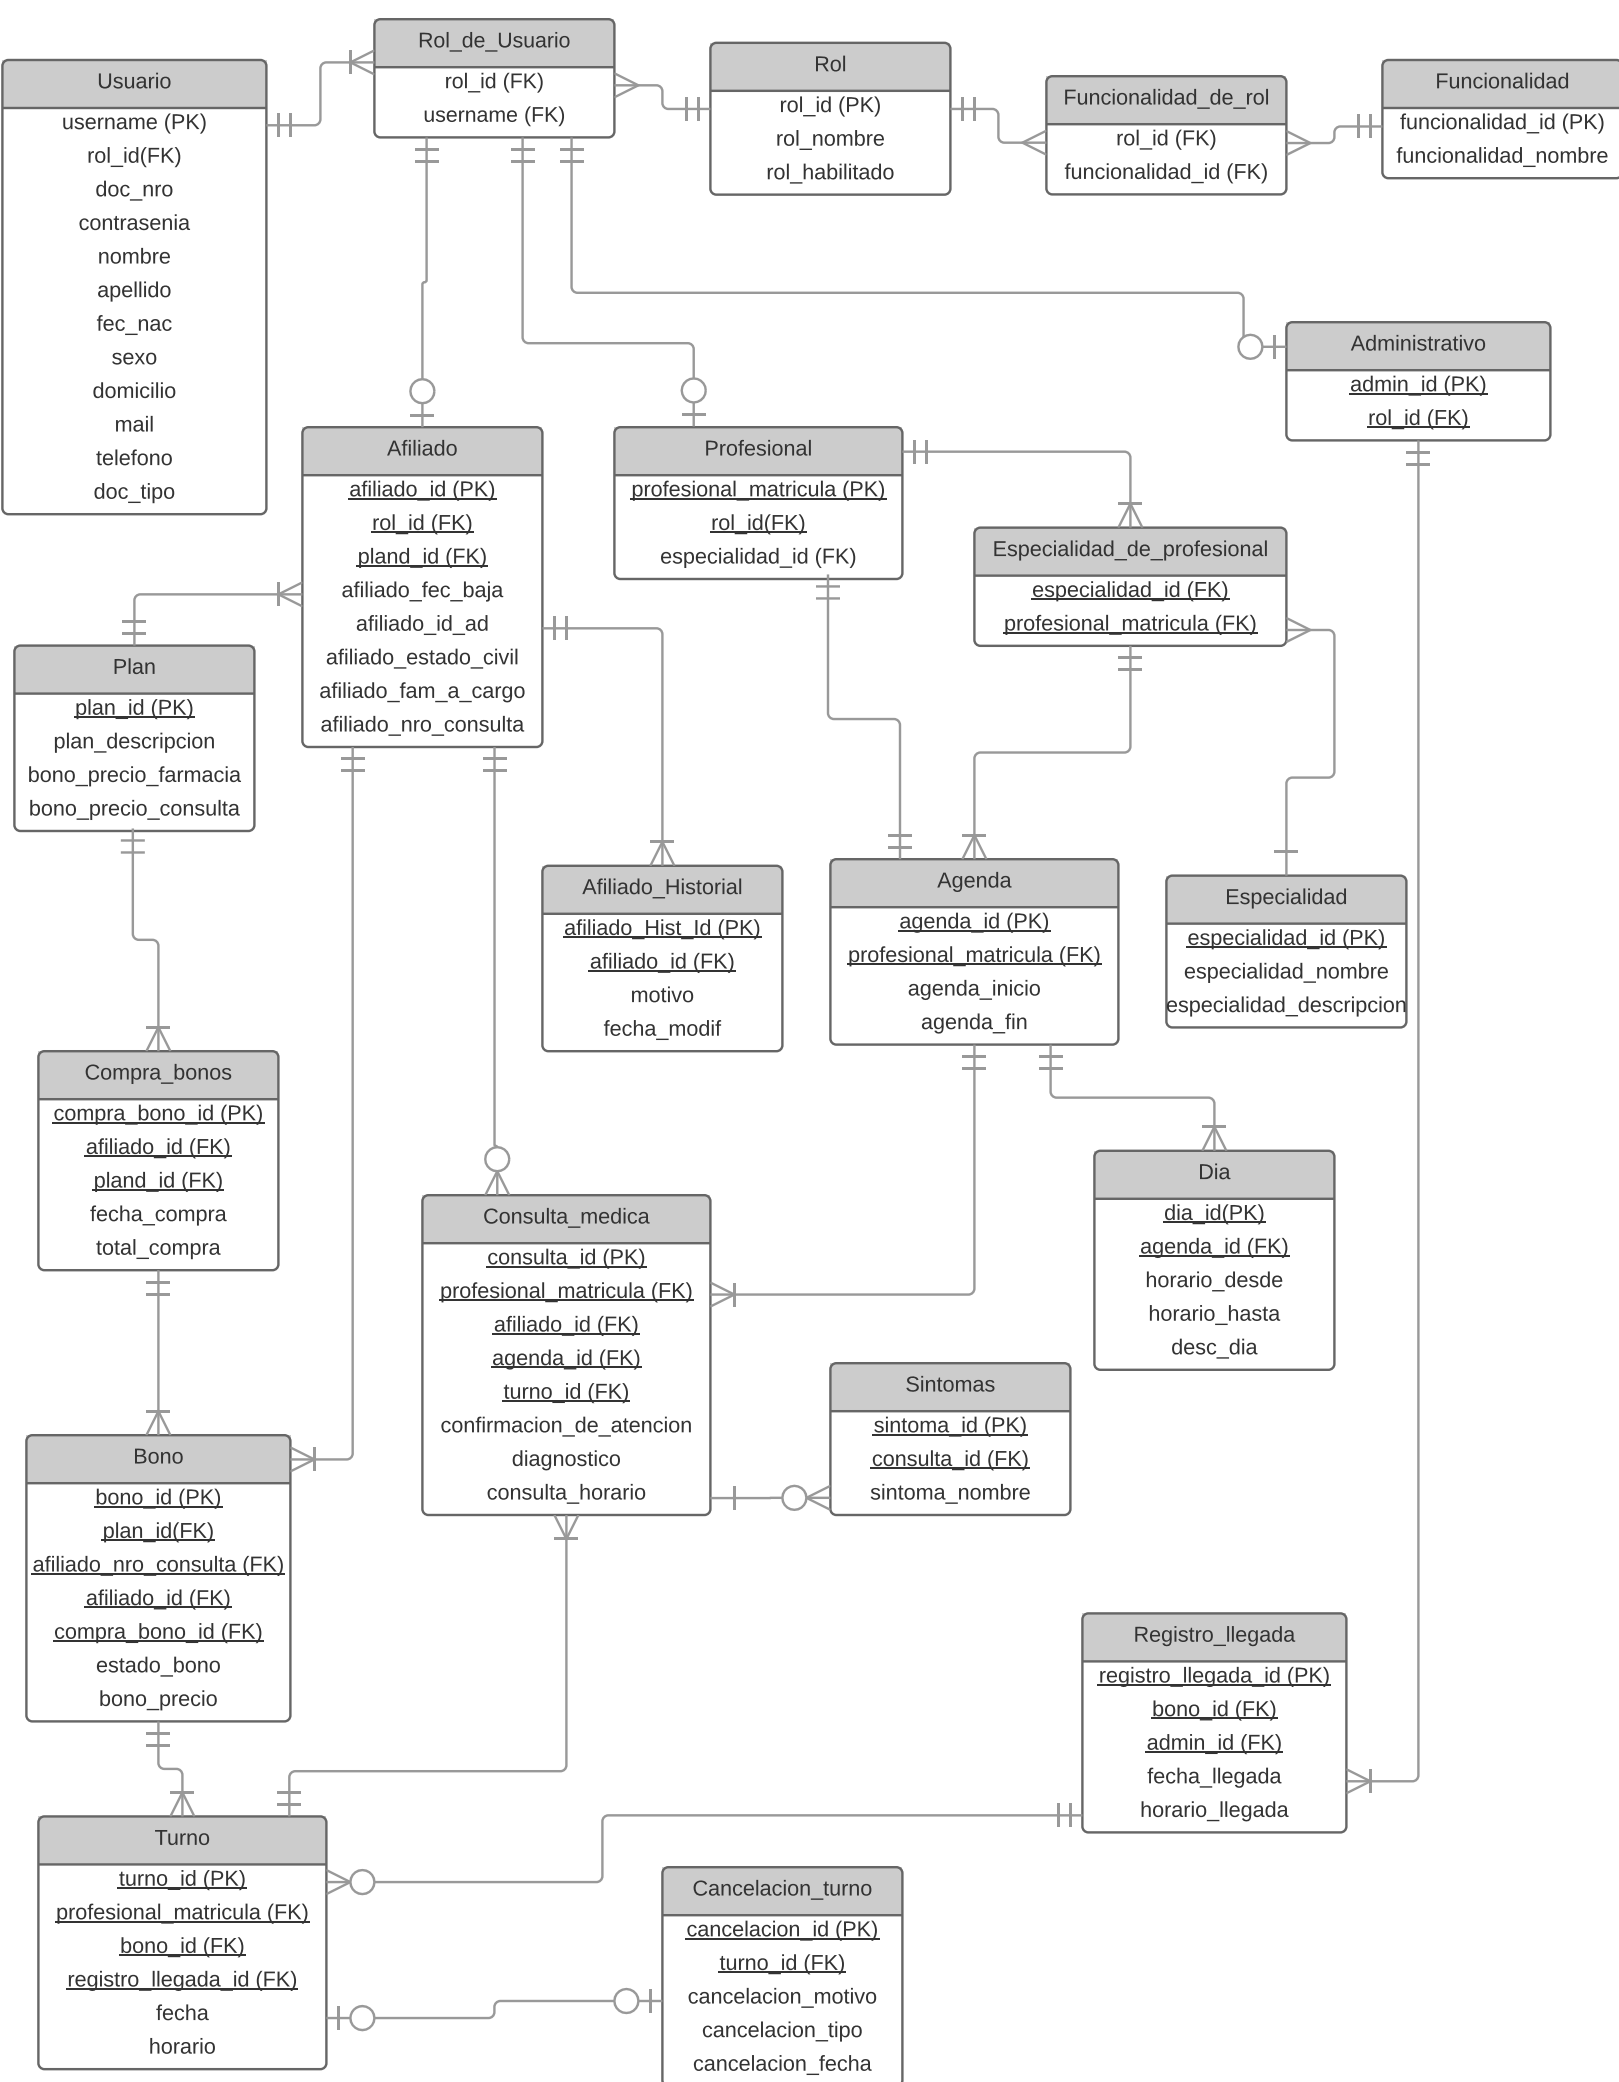 Rol_de_Usuario
rol_id (FK)
username (FK)
Usuario
username (PK)
rol_id(FK)
doc_nro
contrasenia
nombre
apellido
fec_nac
sexo
domicilio
mail
telefono
doc_tipo
Rol
rol_id (PK)
rol_nombre
rol_habilitado
Funcionalidad_de_rol
rol_id (FK)
funcionalidad_id (FK)
Funcionalidad
funcionalidad_id (PK)
funcionalidad_nombre
Administrativo
admin_id (PK)
rol_id (FK)
Afiliado
afiliado_id (PK)
rol_id (FK)
pland_id (FK)
afiliado_fec_baja
afiliado_id_ad
afiliado_estado_civil
afiliado_fam_a_cargo
afiliado_nro_consulta
Profesional
profesional_matricula (PK)
rol_id(FK)
especialidad_id (FK)
Especialidad_de_profesional
especialidad_id (FK)
profesional_matricula (FK)
Plan
plan_id (PK)
plan_descripcion
bono_precio_farmacia
bono_precio_consulta
Afiliado_Historial
afiliado_Hist_Id (PK)
afiliado_id (FK)
motivo
fecha_modif
Agenda
agenda_id (PK)
profesional_matricula (FK)
agenda_inicio
agenda_fin
Especialidad
especialidad_id (PK)
especialidad_nombre
especialidad_descripcion
Compra_bonos
compra_bono_id (PK)
afiliado_id (FK)
pland_id (FK)
fecha_compra
total_compra
Consulta_medica
consulta_id (PK)
profesional_matricula (FK)
afiliado_id (FK)
agenda_id (FK)
turno_id (FK)
confirmacion_de_atencion
diagnostico
consulta_horario
Dia
dia_id(PK)
agenda_id (FK)
horario_desde
horario_hasta
desc_dia
Sintomas
sintoma_id (PK)
consulta_id (FK)
sintoma_nombre
Bono
bono_id (PK)
plan_id(FK)
afiliado_nro_consulta (FK)
afiliado_id (FK)
compra_bono_id (FK)
estado_bono
bono_precio
Registro_llegada
registro_llegada_id (PK)
bono_id (FK)
admin_id (FK)
fecha_llegada
horario_llegada
Turno
turno_id (PK)
profesional_matricula (FK)
bono_id (FK)
registro_llegada_id (FK)
fecha
horario
Cancelacion_turno
cancelacion_id (PK)
turno_id (FK)
cancelacion_motivo
cancelacion_tipo
cancelacion_fecha